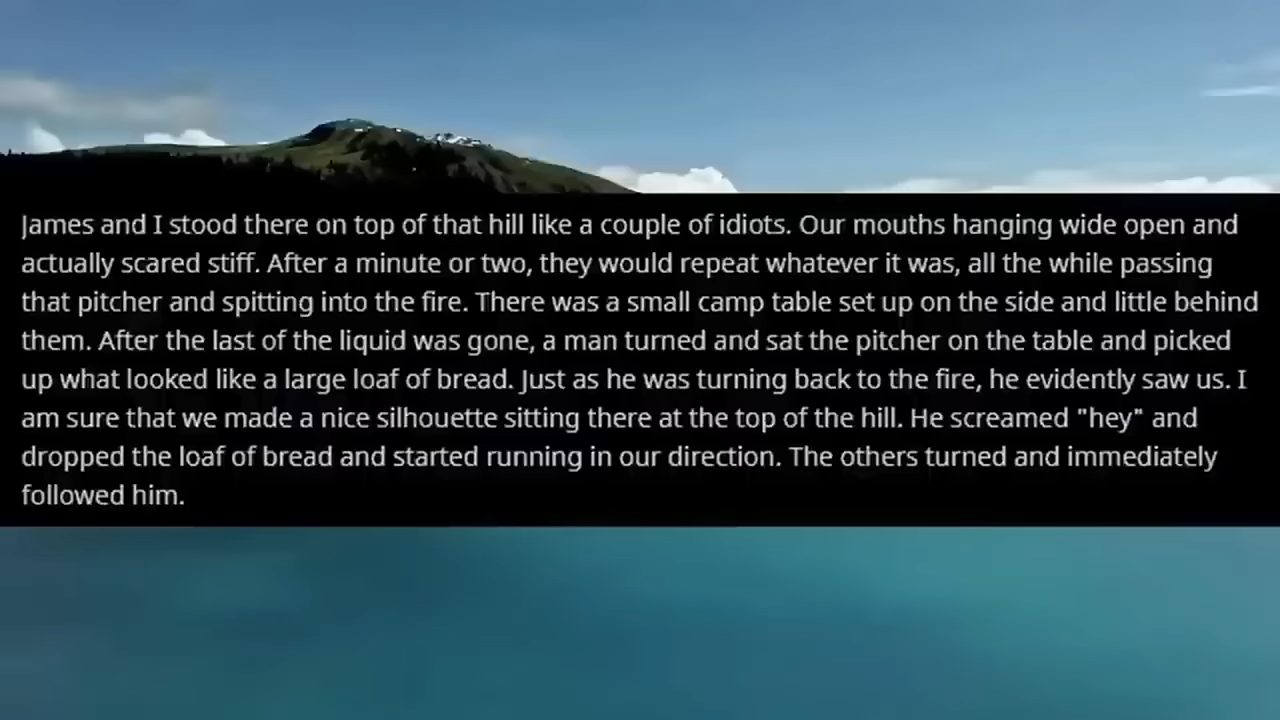 James and I stood there on top of that hill like a couple of idiots. Our mouths hanging wide open and
actually scared stiff. After a minute or two, they would repeat whatever it was, all the while passing
that pitcher and spitting into the fire. There was a small camp table set up on the side and little behind
them. After the last of the liquid was gone, a man turned and sat the pitcher on the table and picked
up what looked like a large loaf of bread. Just as he was turning back to the fire, he evidently saw us. I
am sure that we made a nice silhouette sitting there at the top of the hill. He screamed "hey" and
dropped the loaf of bread and started running in our direction. The others turned and immediately
followed him.